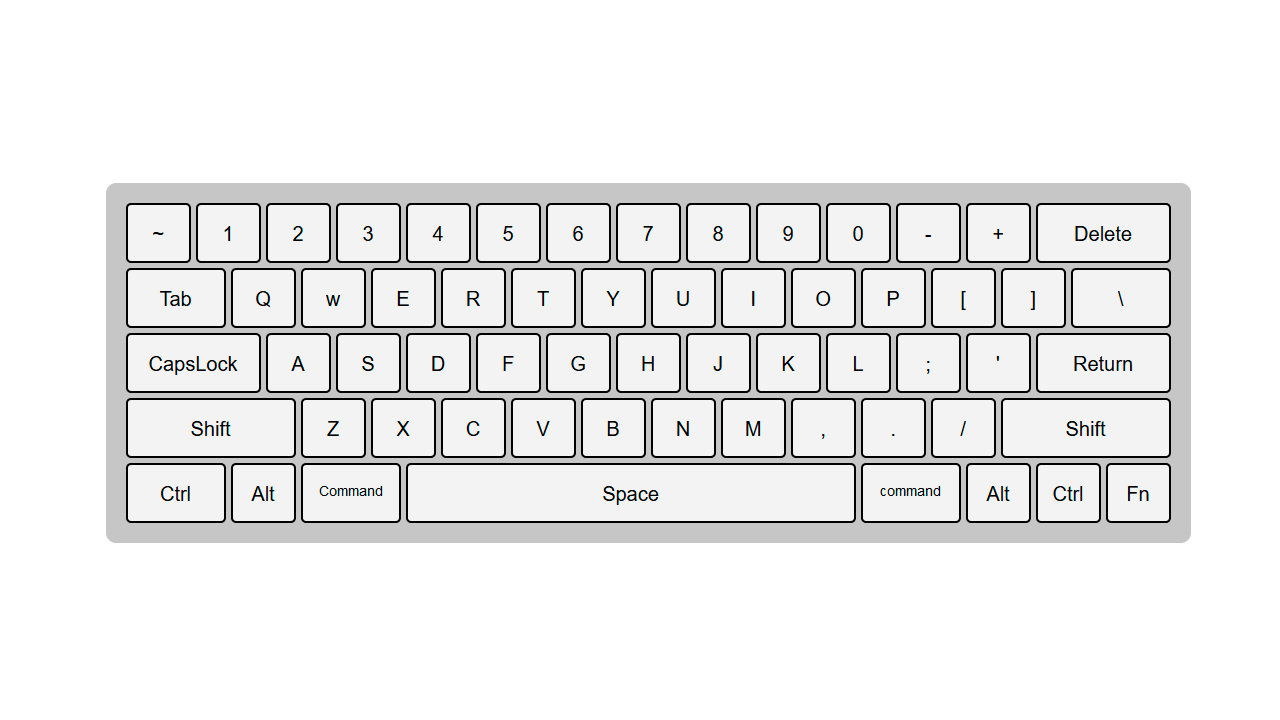 ~ 1 2 3 4 5 6 7 8 9 0 - + Delete
Tab Q w E R T Y U I O P [ ] \
CapsLock A S D F G H J K L ; ' Return
Shift Z X C V B N M , . / Shift
Ctrl Alt Command Space command Alt Ctrl Fn